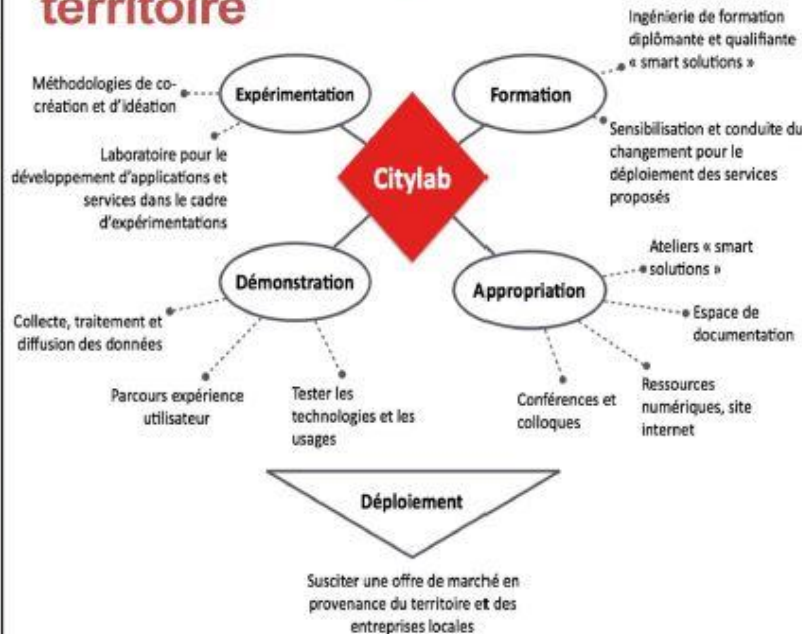 territoire
Méthodologies de co-
création et d'idéation
Expérimentation
Laboratoire pour le
développement d'applications et
services dans le cadre
d'expérimentations
Formation
Ingénierie de formation
diplômante et qualifiante
« smart solutions »
Sensibilisation et conduite du
changement pour le
déploiement des services
proposés
Citylab
Démonstration
Collecte, traitement et
diffusion des données
Parcours expérience
utilisateur
Tester les
technologies et les
usages
Appropriation
Ateliers « smart
solutions »
Espace de
documentation
Ressources
numériques, site
internet
Conférences et
colloques
Déploiement
Susciter une offre de marché en
provenance du territoire et des
entreprises locales